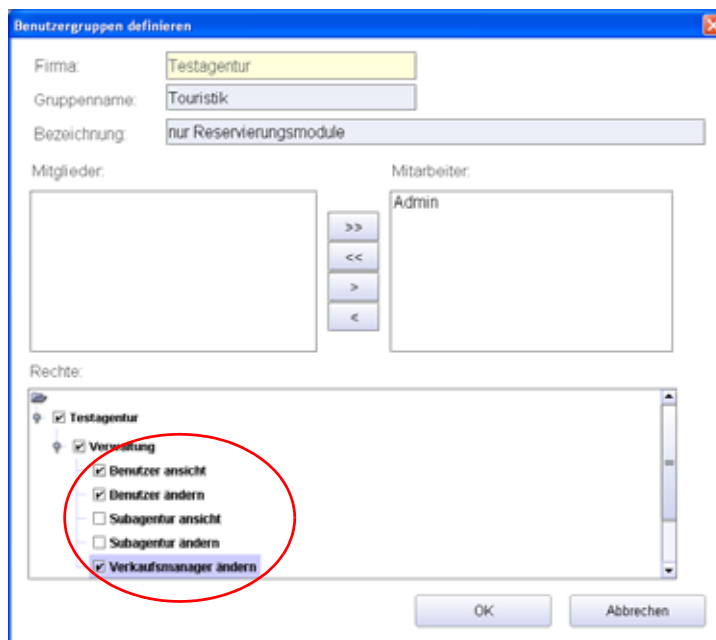 Benutzergruppen definieren
Firma: Testagentur
Gruppenname: Touristik
Bezeichnung: nur Reservierungsmodule
Mitglieder: Mitarbeiter:
Admin
>>
<<
>
<
Rechte:
Testagentur
Verwaltung
Benutzer ansicht
Benutzer ändern
Subagentur ansicht
Subagentur ändern
Verkaufsmanager ändern
OK Abbrechen